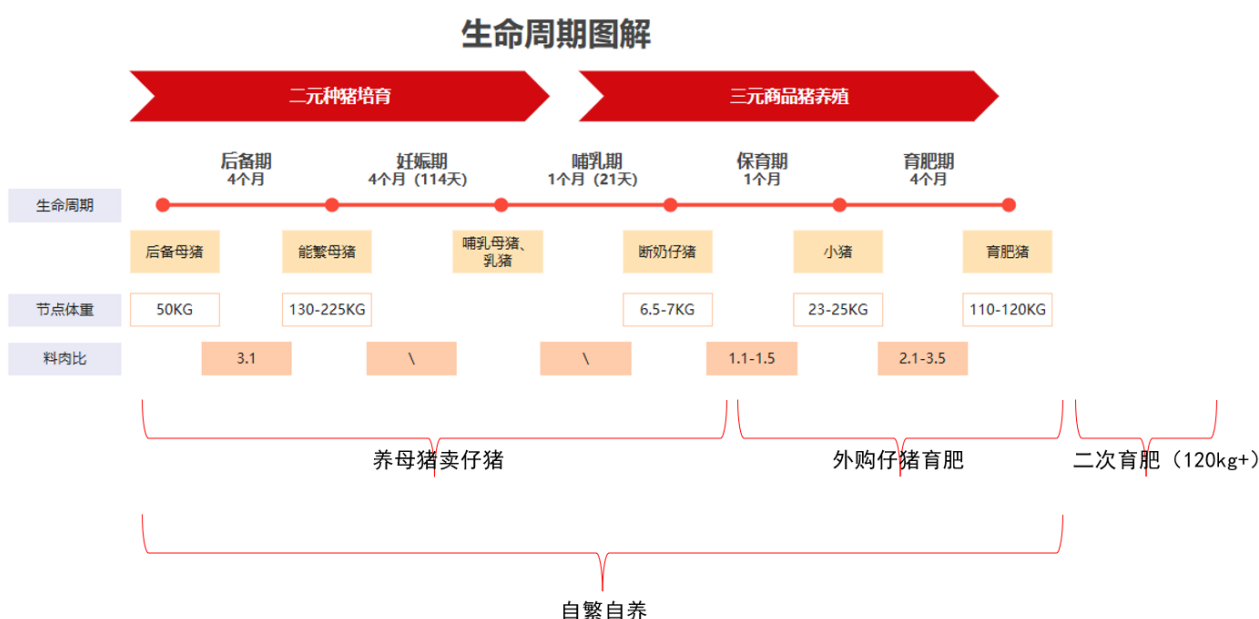 生命周期图解
二元种猪培育
三元商品猪养殖
后备期
4个月
妊娠期
4个月（114天)
哺乳期
1个月（21天）
保育期
1个月
育肥期
4个月
生命周期
后备母猪
能繁母猪
哺乳母猪、
乳猪
断奶仔猪
小猪
育肥猪
节点体重
50KG
130-225KG
6.5-7KG
23-25KG
110-120KG
料肉比
3.1
\
\
1.1-1.5
2.1-3.5
养母猪卖仔猪
外购仔猪育肥
二次育肥（120kg+）
自繁自养